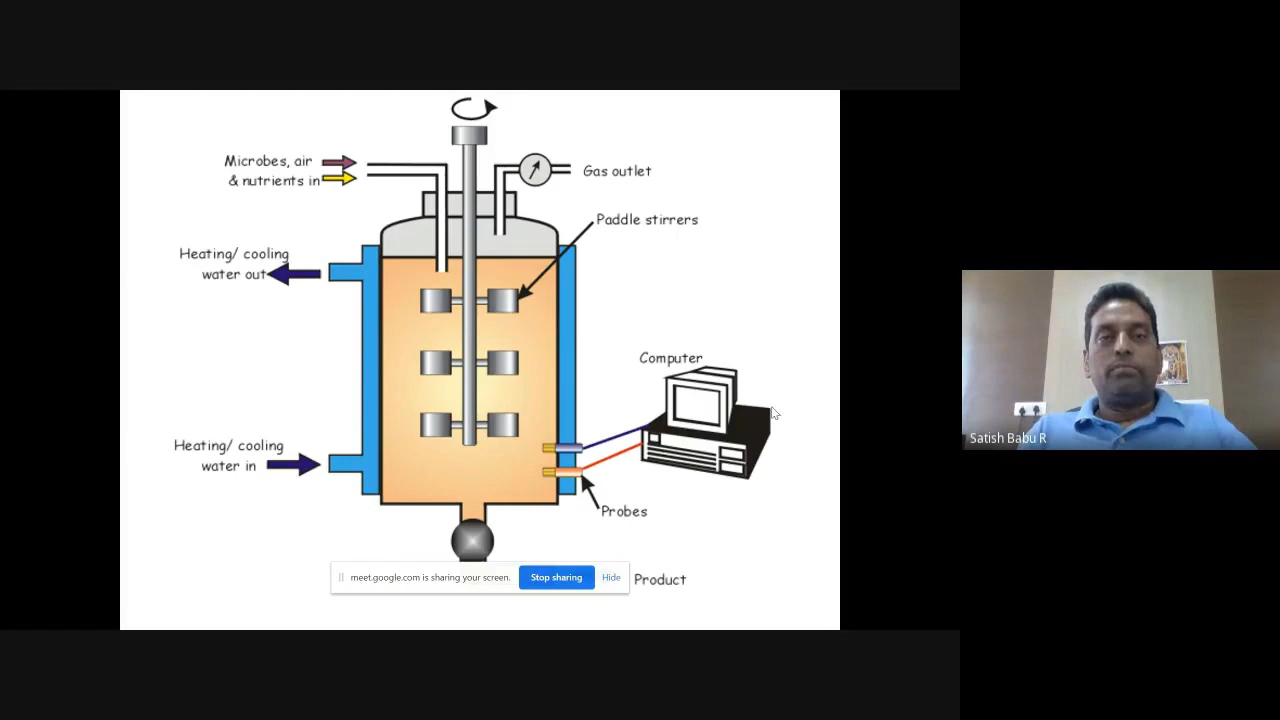 Microbes, air
& nutrients in
Gas outlet
Paddle stirrers
Heating/ cooling
water out
Computer
Heating/ cooling
water in
Probes
meet.google.com is sharing your screen.
Stop sharing
Hide
Product
Satish Babu R